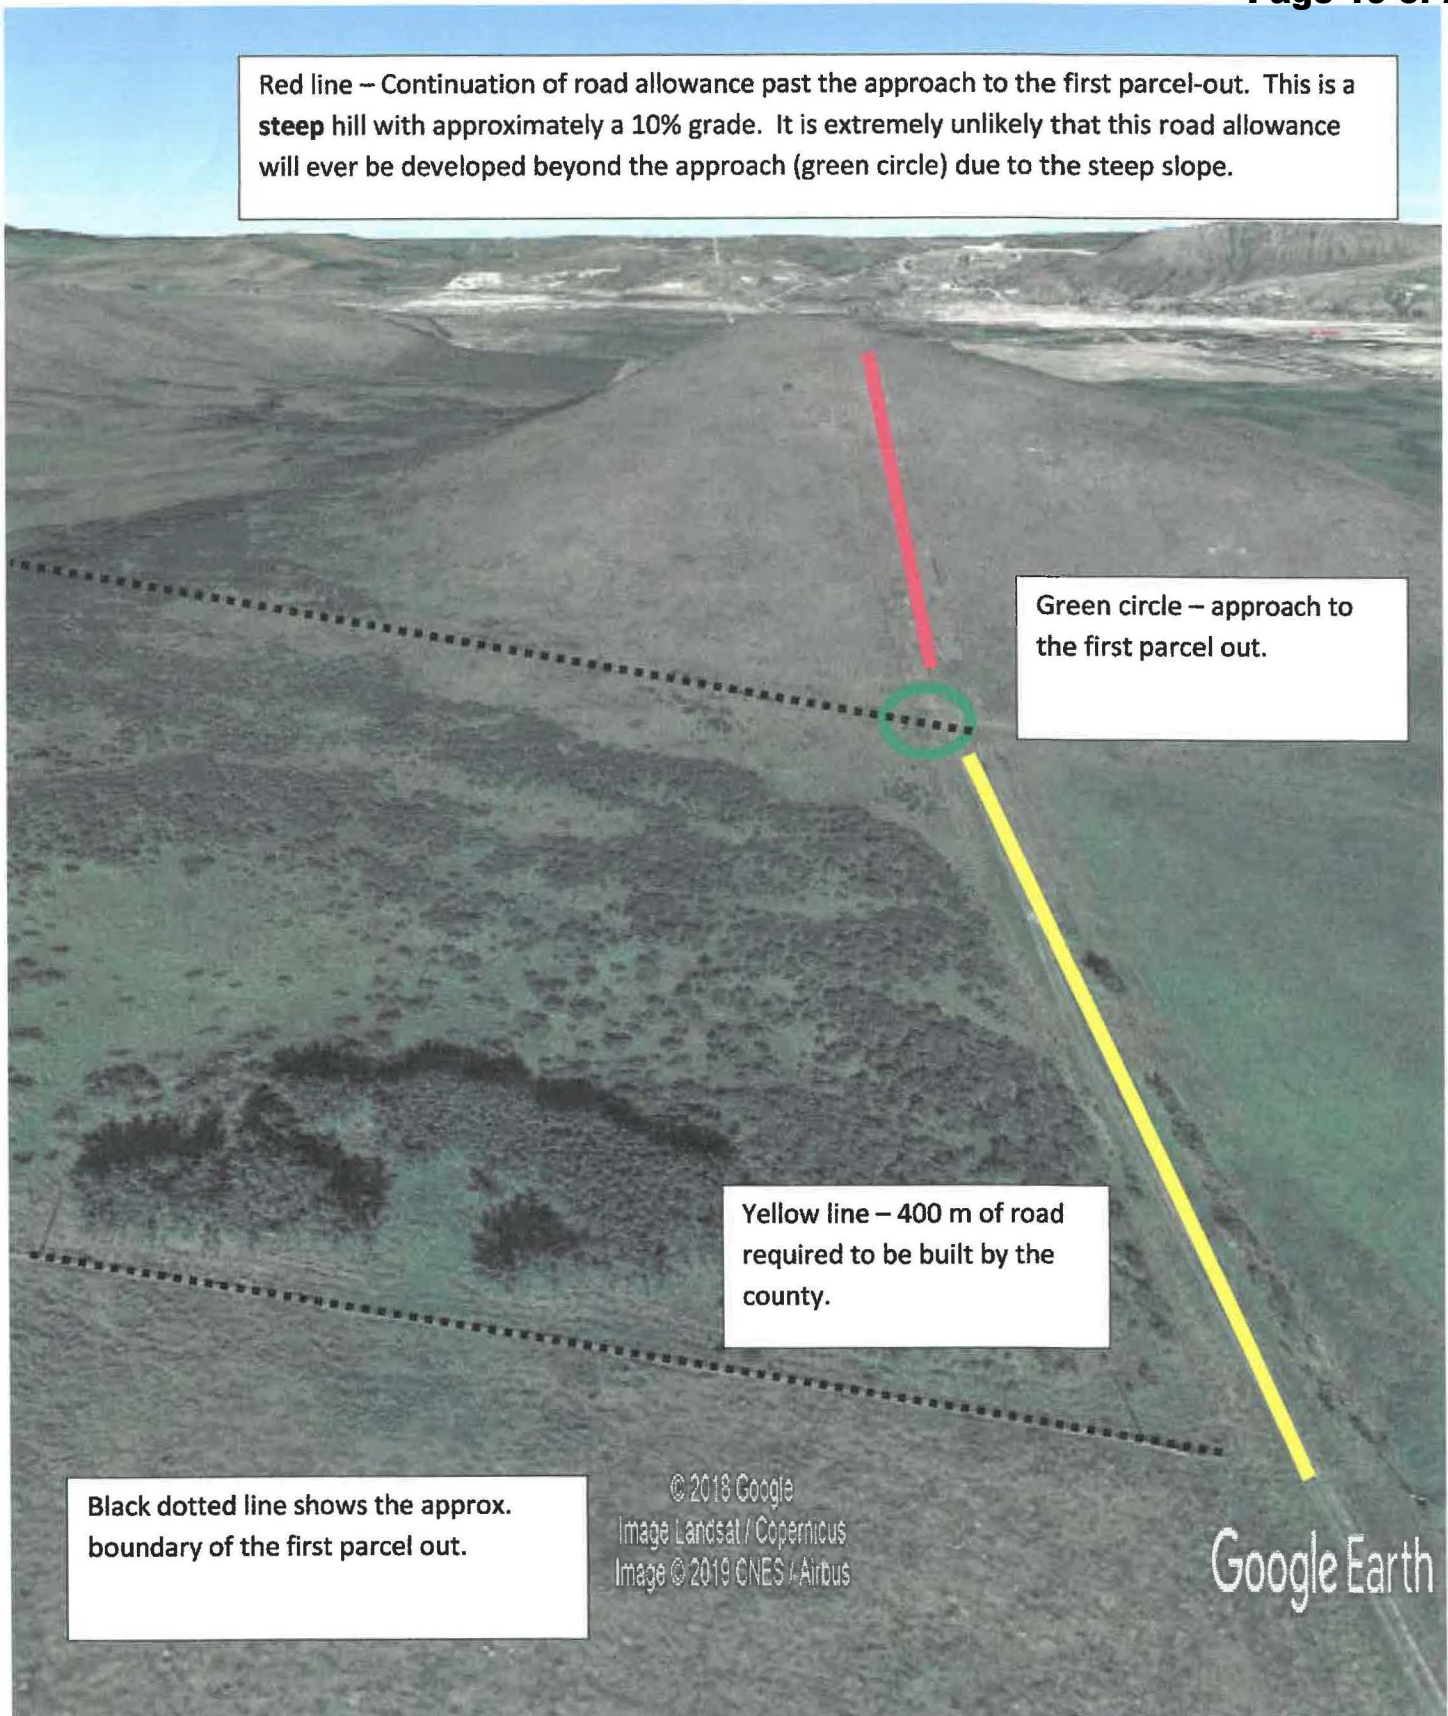 Red line – Continuation of road allowance past the approach to the first parcel-out. This is a
steep hill with approximately a 10% grade. It is extremely unlikely that this road allowance
will ever be developed beyond the approach (green circle) due to the steep slope.
Green circle – approach to
the first parcel out.
Yellow line – 400 m of road
required to be built by the
county.
Black dotted line shows the approx.
boundary of the first parcel out.
© 2018 Google
Image Landsat / Copernicus
Image © 2019 CNES / Airbus
Google Earth